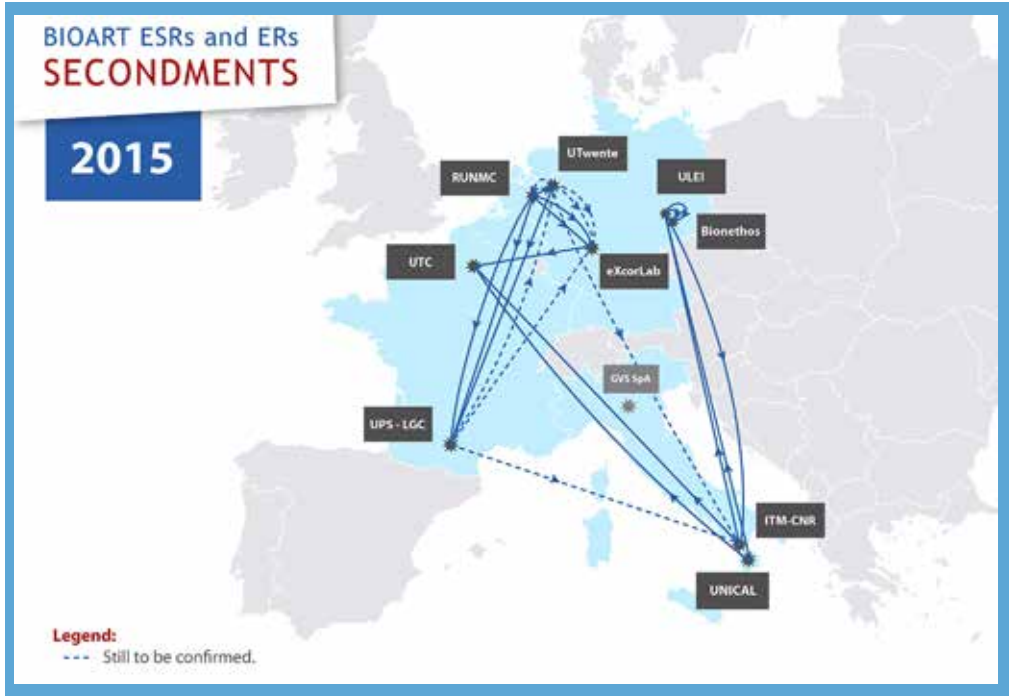 BIOART ESRs and ERs
SECONDMENTS
2015
UTwente
RUNMC
ULEI
Bionethos
UTC
eXcorLab
GVS SpA
UPS - LGC
ITM-CNR
UNICAL
Legend:
--- Still to be confirmed.